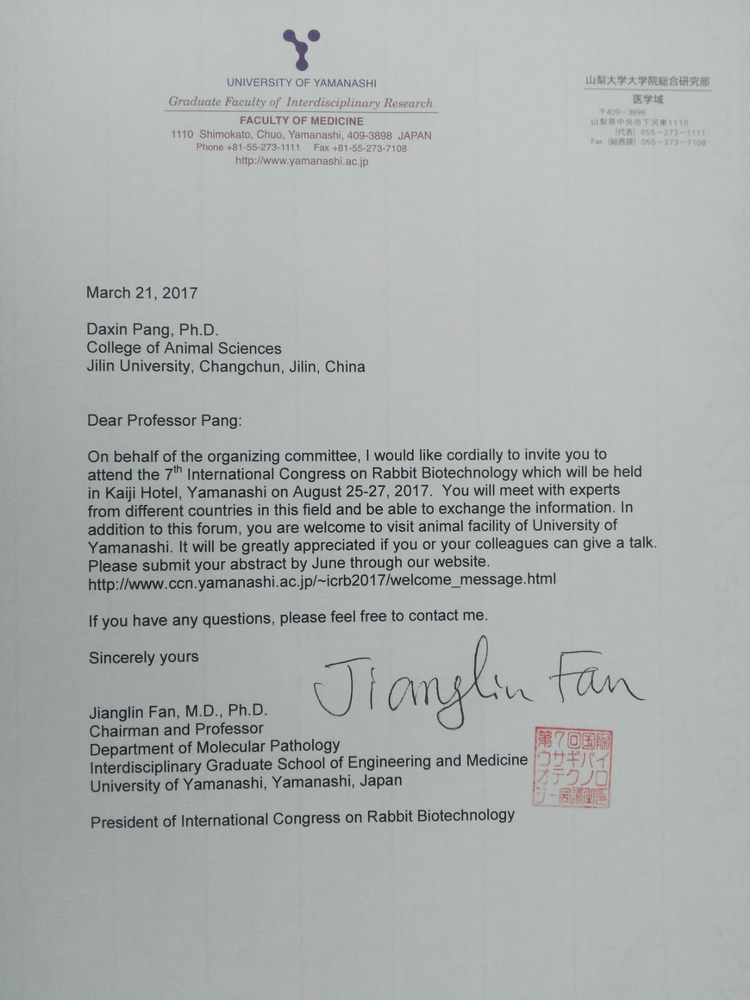 UNIVERSITY OF YAMANASHI
Graduate Faculty of Interdisciplinary Research
FACULTY OF MEDICINE
1110 Shimokato, Chuo, Yamanashi, 409-3898 JAPAN
Phone +81-55-273-1111 Fax +81-55-273-7108
http://www.yamanashi.ac.jp
山梨大学大学院総合研究部
医学域
〒409-3898
山梨県中央市下河東1110
(代表) 055-273-1111
Fax (総務課) 055-273-7108
March 21, 2017
Daxin Pang, Ph.D.
College of Animal Sciences
Jilin University, Changchun, Jilin, China
Dear Professor Pang:
On behalf of the organizing committee, I would like cordially to invite you to
attend the 7th International Congress on Rabbit Biotechnology which will be held
in Kaiji Hotel, Yamanashi on August 25-27, 2017. You will meet with experts
from different countries in this field and be able to exchange the information. In
addition to this forum, you are welcome to visit animal facility of University of
Yamanashi. It will be greatly appreciated if you or your colleagues can give a talk.
Please submit your abstract by June through our website.
http://www.ccn.yamanashi.ac.jp/~icrb2017/welcome_message.html
If you have any questions, please feel free to contact me.
Sincerely yours
Jianglin Fan
Jianglin Fan, M.D., Ph.D.
Chairman and Professor
Department of Molecular Pathology
Interdisciplinary Graduate School of Engineering and Medicine
University of Yamanashi, Yamanashi, Japan
第7回国際
ウサギバイ
オテクノロ
ジー会議
President of International Congress on Rabbit Biotechnology